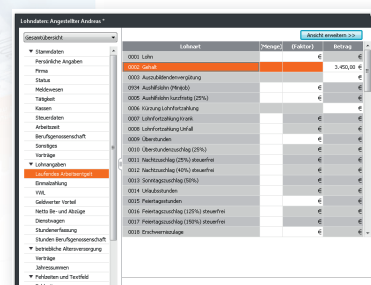 Lohndaten: Angestellter Andreas *
Gesamtübersicht
Ansicht erweitern >>
Stammdaten
Persönliche Angaben
Firma
Status
Meldewesen
Tätigkeit
Kassen
Steuerdaten
Arbeitszeit
Berufsgenossenschaft
Sonstiges
Vorträge
Lohnangaben
Laufendes Arbeitsentgelt
Einmalzahlung
VWL
Geldwerter Vorteil
Netto Be- und Abzüge
Dienstwagen
Stundenerfassung
Stunden Berufsgenossenschaft
betriebliche Altersversorgung
Verträge
Jahressummen
Fehlzeiten und Textfeld
Lohnart (Menge) (Faktor) Betrag
0001 Lohn € €
0002 Gehalt 3.450,00 €
0003 Auszubildendenvergütung €
0934 Aushilfslohn (Minijob) € €
0005 Aushilfslohn kurzfristig (25%) € €
0006 Kürzung Lohnfortzahlung €
0007 Lohnfortzahlung Krank € €
0008 Lohnfortzahlung Unfall € €
0009 Überstunden € €
0010 Überstundenzuschlag (25%) € €
0011 Nachtzuschlag (25%) steuerfrei € €
0012 Nachtzuschlag (40%) steuerfrei € €
0013 Sonntagszuschlag (50%) € €
0014 Urlaubsstunden € €
0015 Feiertagsstunden € €
0016 Feiertagszuschlag (125%) steuerfrei € €
0017 Feiertagszuschlag (150%) steuerfrei € €
0018 Erschwerniszulage € €